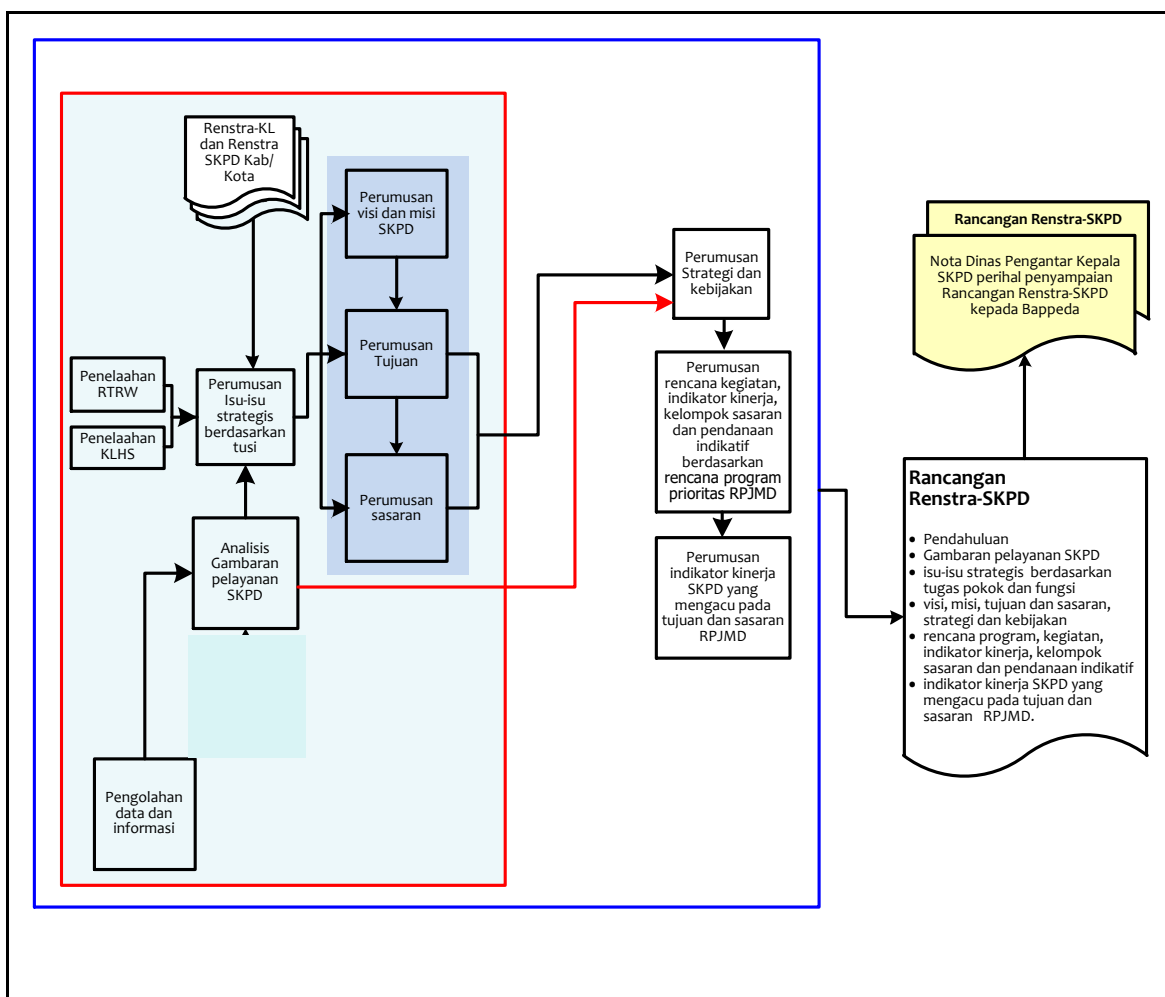 Renstra-KL
dan Renstra
SKPD Kab/
Kota
Perumusan
visi dan misi
SKPD
Perumusan
Tujuan
Perumusan
sasaran
Penelaahan
RTRW
Penelaahan
KLHS
Perumusan
Isu-isu
strategis
berdasarkan
tusi
Analisis
Gambaran
pelayanan
SKPD
Pengolahan
data dan
informasi
Perumusan
Strategi dan
kebijakan
Perumusan
rencana kegiatan,
indikator kinerja,
kelompok sasaran
dan pendanaan
indikatif
berdasarkan
rencana program
prioritas RPJMD
Perumusan
indikator kinerja
SKPD yang
mengacu pada
tujuan dan sasaran
RPJMD
Rancangan Renstra-SKPD
Nota Dinas Pengantar Kepala
SKPD perihal penyampaian
Rancangan Renstra-SKPD
kepada Bappeda
Rancangan
Renstra-SKPD
• Pendahuluan
• Gambaran pelayanan SKPD
• isu-isu strategis berdasarkan
tugas pokok dan fungsi
• visi, misi, tujuan dan sasaran,
strategi dan kebijakan
• rencana program, kegiatan,
indikator kinerja, kelompok
sasaran dan pendanaan indikatif
• indikator kinerja SKPD yang
mengacu pada tujuan dan
sasaran RPJMD.